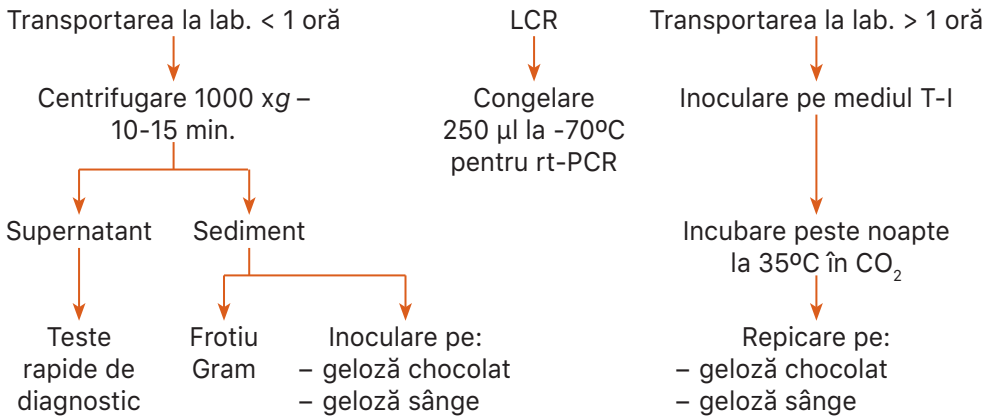 Transportarea la lab. < 1 oră
Centrifugare 1000 xg –
10-15 min.
Supernatant
Sediment
Teste
rapide de
diagnostic
Frotiu
Gram
Inoculare pe:
– geloză chocolat
– geloză sânge
LCR
Congelare
250 µl la -70ºC
pentru rt-PCR
Transportarea la lab. > 1 oră
Inoculare pe mediul T-I
Incubare peste noapte
la 35ºC în CO₂
Repicare pe:
– geloză chocolat
– geloză sânge